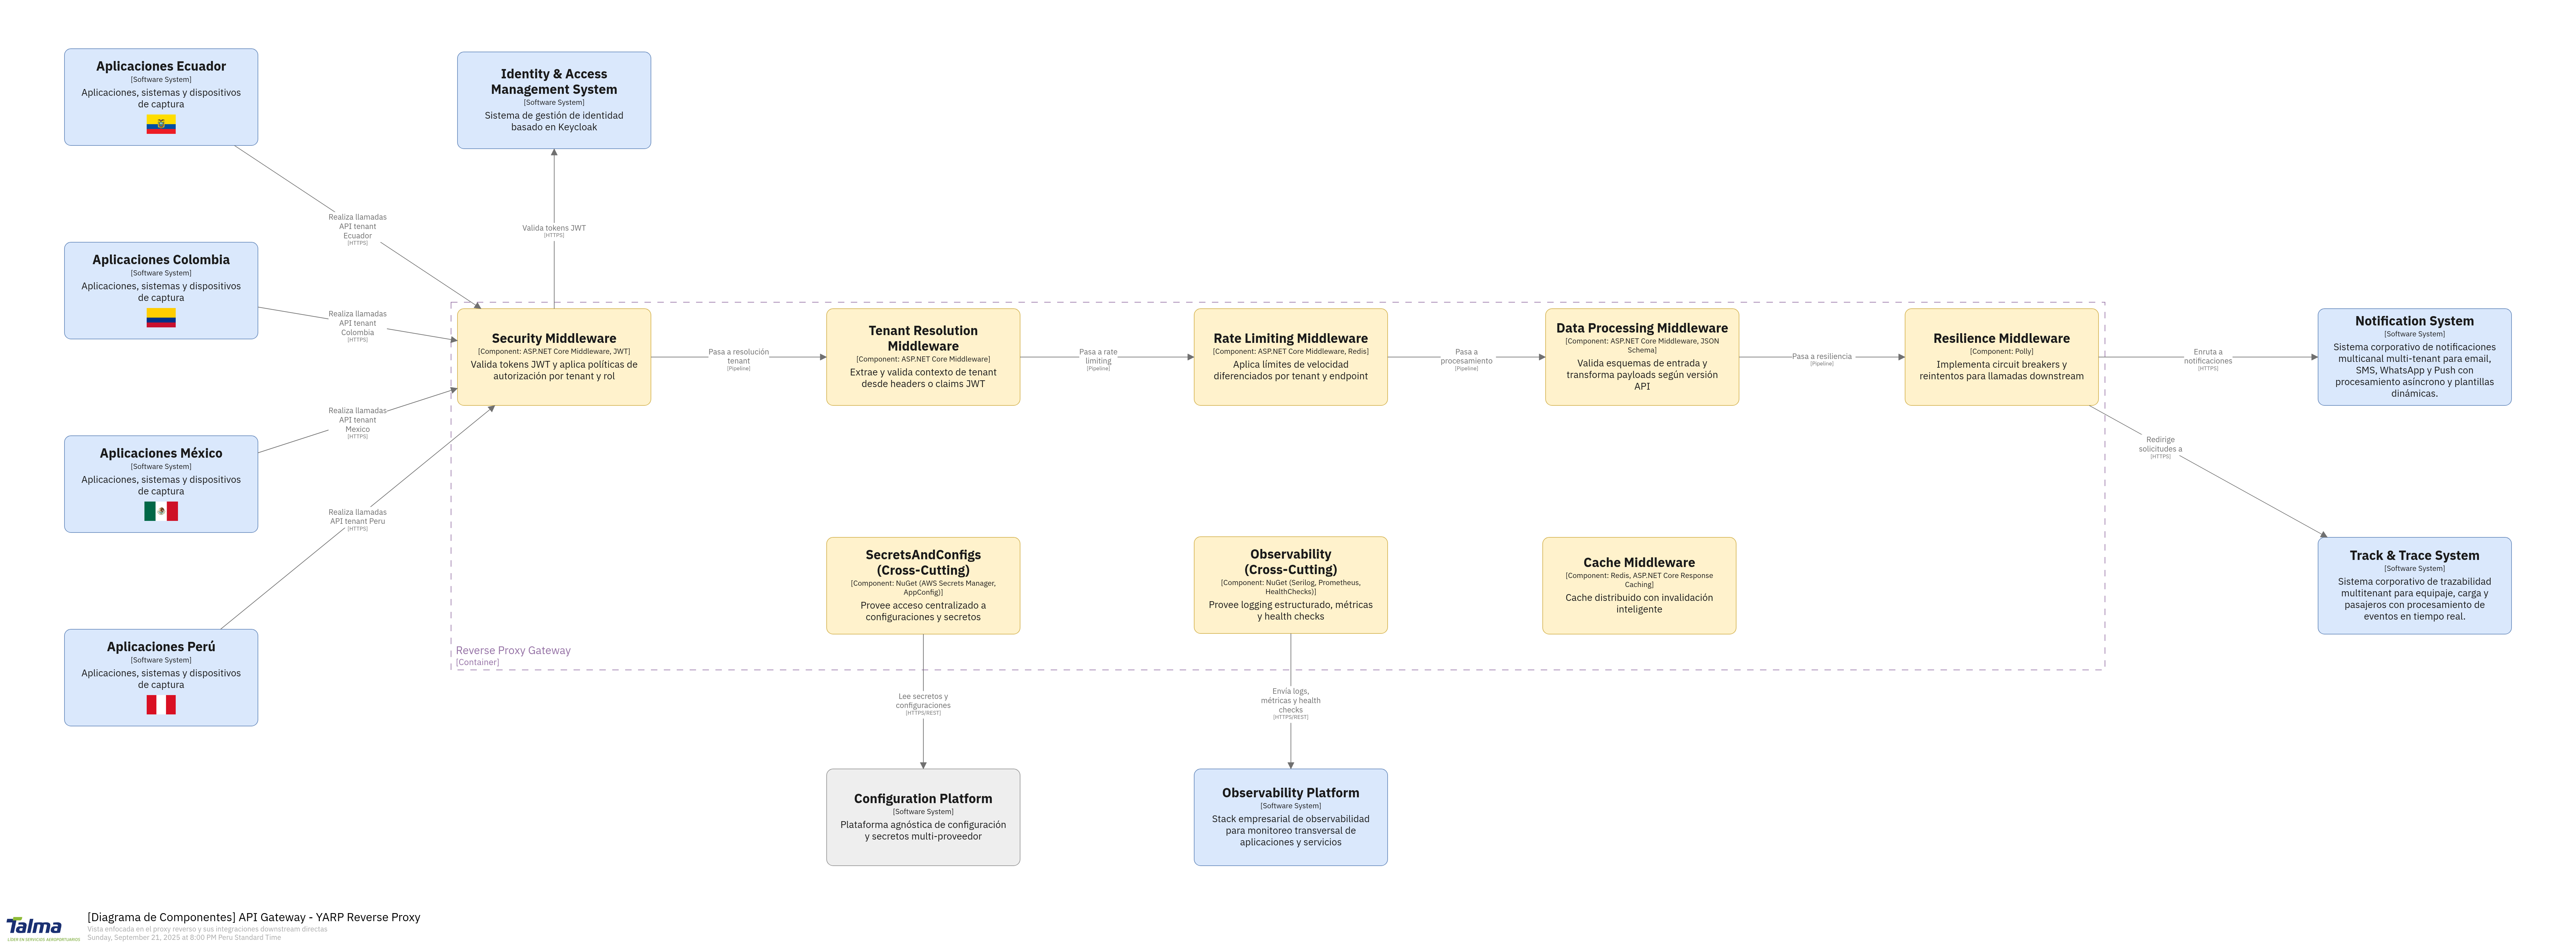 Aplicaciones Ecuador
[Software System]
Aplicaciones, sistemas y dispositivos
de captura
Identity & Access
Management System
[Software System]
Sistema de gestión de identidad
basado en Keycloak
Realiza llamadas
API tenant
Ecuador
[HTTPS]
Valida tokens JWT
[HTTPS]
Aplicaciones Colombia
[Software System]
Aplicaciones, sistemas y dispositivos
de captura
Realiza llamadas
API tenant
Colombia
[HTTPS]
Security Middleware
[Component: ASP.NET Core Middleware, JWT]
Valida tokens JWT y aplica políticas de
autorización por tenant y rol
Pasa a resolución
tenant
[Pipeline]
Tenant Resolution
Middleware
[Component: ASP.NET Core Middleware]
Extrae y valida contexto de tenant
desde headers o claims JWT
Pasa a rate
limiting
[Pipeline]
Rate Limiting Middleware
[Component: ASP.NET Core Middleware, Redis]
Aplica límites de velocidad
diferenciados por tenant y endpoint
Pasa a
procesamiento
[Pipeline]
Data Processing Middleware
[Component: ASP.NET Core Middleware, JSON
Schema]
Valida esquemas de entrada y
transforma payloads según versión
API
Pasa a resiliencia
[Pipeline]
Resilience Middleware
[Component: Polly]
Implementa circuit breakers y
reintentos para llamadas downstream
Enruta a
notificaciones
[HTTPS]
Notification System
[Software System]
Sistema corporativo de notificaciones
multicanal multi-tenant para email,
SMS, WhatsApp y Push con
procesamiento asíncrono y plantillas
dinámicas.
Realiza llamadas
API tenant
Mexico
[HTTPS]
Redirige
solicitudes a
[HTTPS]
Aplicaciones México
[Software System]
Aplicaciones, sistemas y dispositivos
de captura
Realiza llamadas
API tenant Peru
[HTTPS]
SecretsAndConfigs
(Cross-Cutting)
[Component: NuGet (AWS Secrets Manager,
AppConfig)]
Provee acceso centralizado a
configuraciones y secretos
Observability
(Cross-Cutting)
[Component: NuGet (Serilog, Prometheus,
HealthChecks)]
Provee logging estructurado, métricas
y health checks
Cache Middleware
[Component: Redis, ASP.NET Core Response
Caching]
Cache distribuido con invalidación
inteligente
Track & Trace System
[Software System]
Sistema corporativo de trazabilidad
multitenant para equipaje, carga y
pasajeros con procesamiento de
eventos en tiempo real.
Aplicaciones Perú
[Software System]
Aplicaciones, sistemas y dispositivos
de captura
Reverse Proxy Gateway
[Container]
Lee secretos y
configuraciones
[HTTPS/REST]
Envía logs,
métricas y health
checks
[HTTPS/REST]
Configuration Platform
[Software System]
Plataforma agnóstica de configuración
y secretos multi-proveedor
Observability Platform
[Software System]
Stack empresarial de observabilidad
para monitoreo transversal de
aplicaciones y servicios
Talma
LÍDER EN SERVICIOS AEROPORTUARIOS
[Diagrama de Componentes] API Gateway - YARP Reverse Proxy
Vista enfocada en el proxy reverso y sus integraciones downstream directas
Sunday, September 21, 2025 at 8:00 PM Peru Standard Time